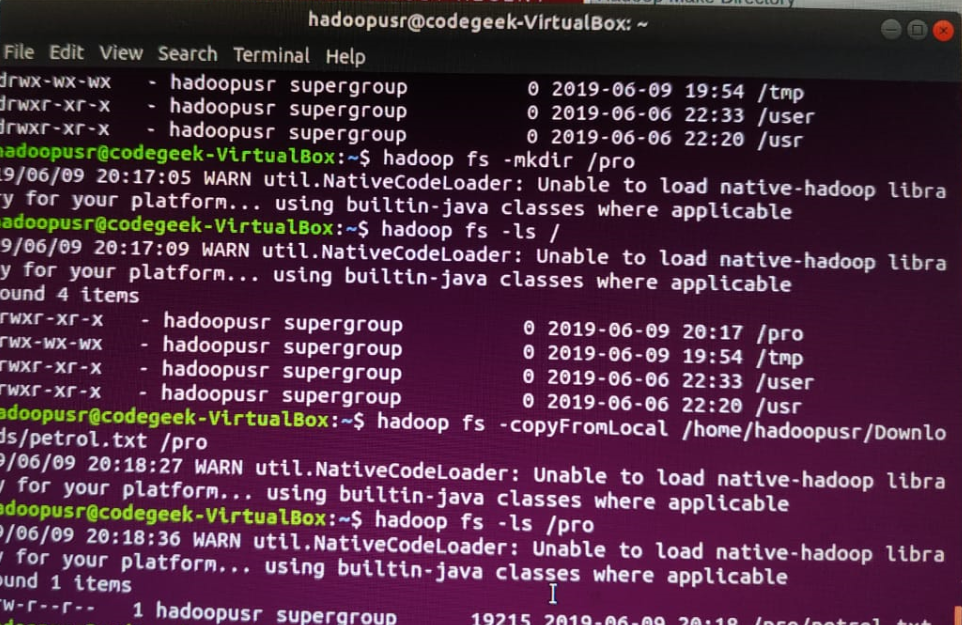 Hadoop Make Directory
hadoopusr@codegeek-VirtualBox: ~
File Edit View Search Terminal Help
drwx-wx-wx - hadoopusr supergroup 0 2019-06-09 19:54 /tmp
drwxr-xr-x - hadoopusr supergroup 0 2019-06-06 22:33 /user
drwxr-xr-x - hadoopusr supergroup 0 2019-06-06 22:20 /usr
hadoopusr@codegeek-VirtualBox:~$ hadoop fs -mkdir /pro
19/06/09 20:17:05 WARN util.NativeCodeLoader: Unable to load native-hadoop libra
ry for your platform... using builtin-java classes where applicable
hadoopusr@codegeek-VirtualBox:~$ hadoop fs -ls /
9/06/09 20:17:09 WARN util.NativeCodeLoader: Unable to load native-hadoop libra
y for your platform... using builtin-java classes where applicable
ound 4 items
rwxr-xr-x - hadoopusr supergroup 0 2019-06-09 20:17 /pro
rwx-wx-wx - hadoopusr supergroup 0 2019-06-09 19:54 /tmp
rwxr-xr-x - hadoopusr supergroup 0 2019-06-06 22:33 /user
rwxr-xr-x - hadoopusr supergroup 0 2019-06-06 22:20 /usr
adoopusr@codegeek-VirtualBox:~$ hadoop fs -copyFromLocal /home/hadoopusr/Downlo
ds/petrol.txt /pro
9/06/09 20:18:27 WARN util.NativeCodeLoader: Unable to load native-hadoop libra
y for your platform... using builtin-java classes where applicable
adoopusr@codegeek-VirtualBox:~$ hadoop fs -ls /pro
9/06/09 20:18:36 WARN util.NativeCodeLoader: Unable to load native-hadoop libra
y for your platform... using builtin-java classes where applicable
ound 1 items
rw-r--r-- 1 hadoopusr supergroup 19215 2019-06-09 20:18 /pro/petrol.txt